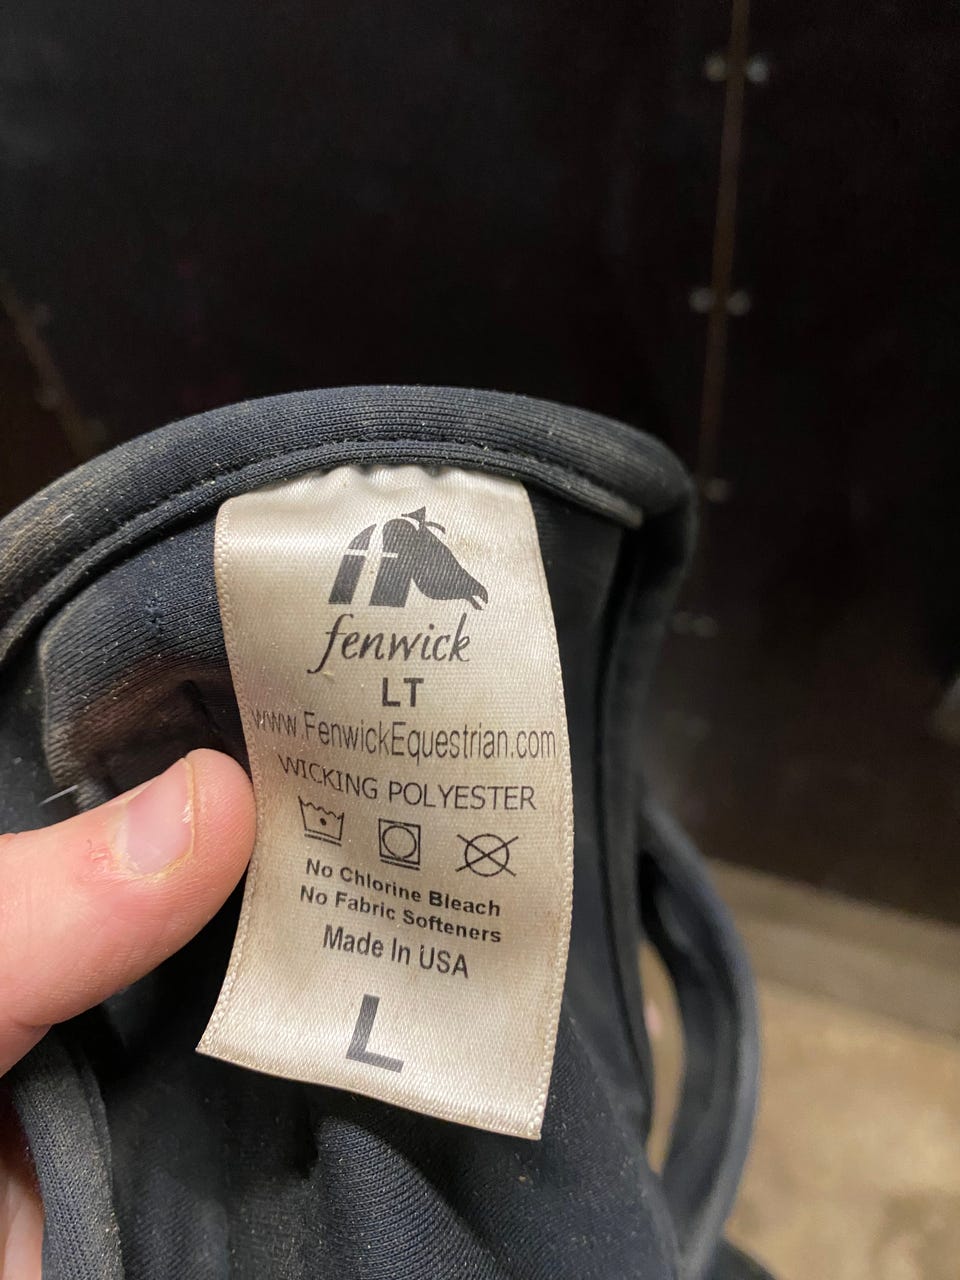 fenwick
LT
www.FenwickEquestrian.com
WICKING POLYESTER
No Chlorine Bleach
No Fabric Softeners
Made In USA
L